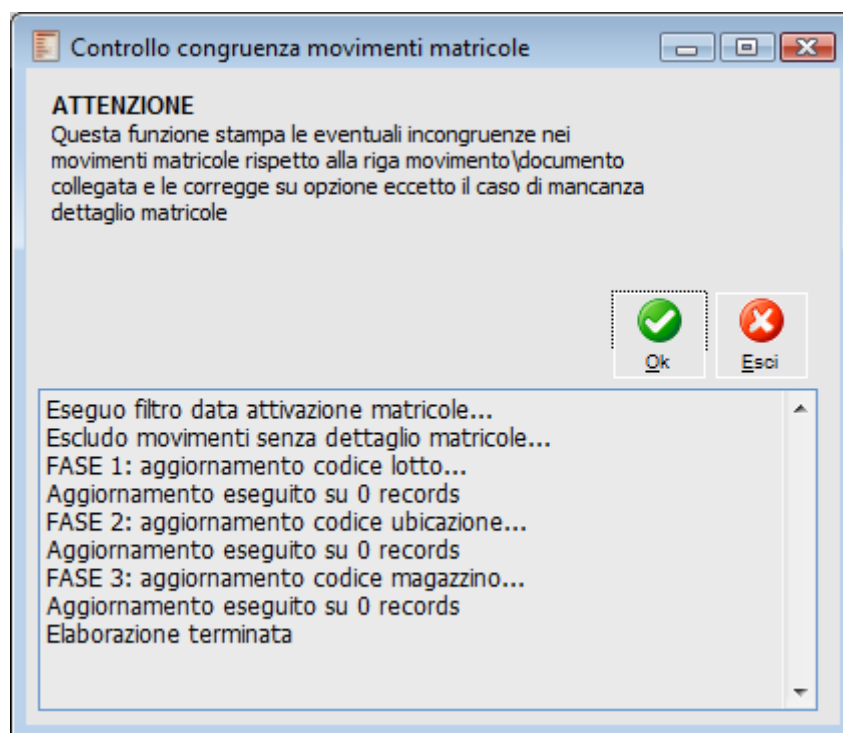 Controllo congruenza movimenti matricole
ATTENZIONE
Questa funzione stampa le eventuali incongruenze nei
movimenti matricole rispetto alla riga movimento\documento
collegata e le corregge su opzione eccetto il caso di mancanza
dettaglio matricole
Ok Esci
Eseguo filtro data attivazione matricole...
Escludo movimenti senza dettaglio matricole...
FASE 1: aggiornamento codice lotto...
Aggiornamento eseguito su 0 records
FASE 2: aggiornamento codice ubicazione...
Aggiornamento eseguito su 0 records
FASE 3: aggiornamento codice magazzino...
Aggiornamento eseguito su 0 records
Elaborazione terminata